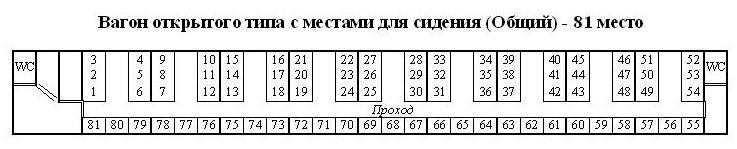 Вагон открытого типа с местами для сидения (Общий) - 81 место
3 4 9 10 15 16 21 22 27 28 33 34 39 40 45 46 51 52
WC 2 5 8 11 14 17 20 23 26 29 32 35 38 41 44 47 50 53 WC
1 6 7 12 13 18 19 24 25 30 31 36 37 42 43 48 49 54
Проход
81 80 79 78 77 76 75 74 73 72 71 70 69 68 67 66 65 64 63 62 61 60 59 58 57 56 55